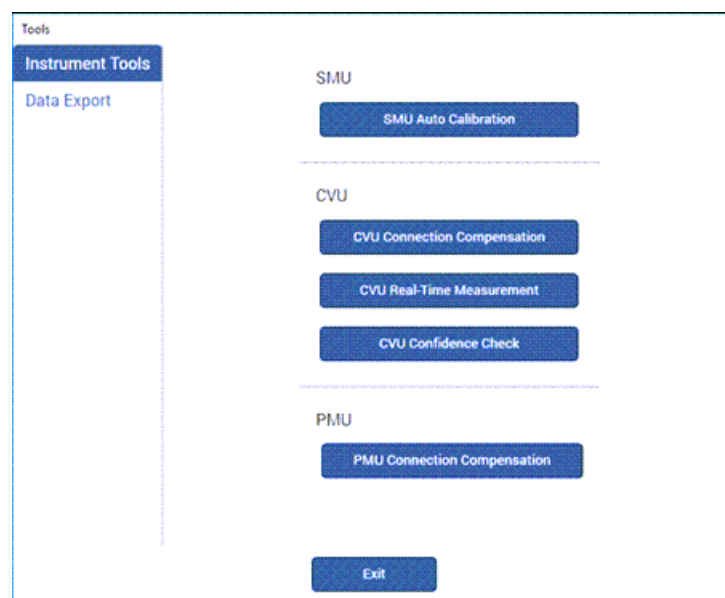 Tools
Instrument Tools
Data Export
SMU
SMU Auto Calibration
CVU
CVU Connection Compensation
CVU Real-Time Measurement
CVU Confidence Check
PMU
PMU Connection Compensation
Exit